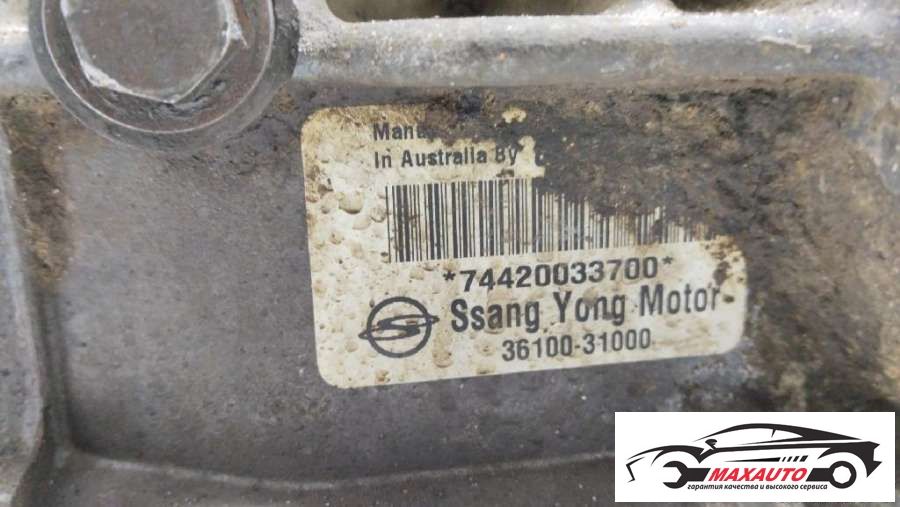 In Australia By
*74420033700*
Ssang Yong Motor
36100-31000
MAXAUTO
гарантия качества и высокого сервиса